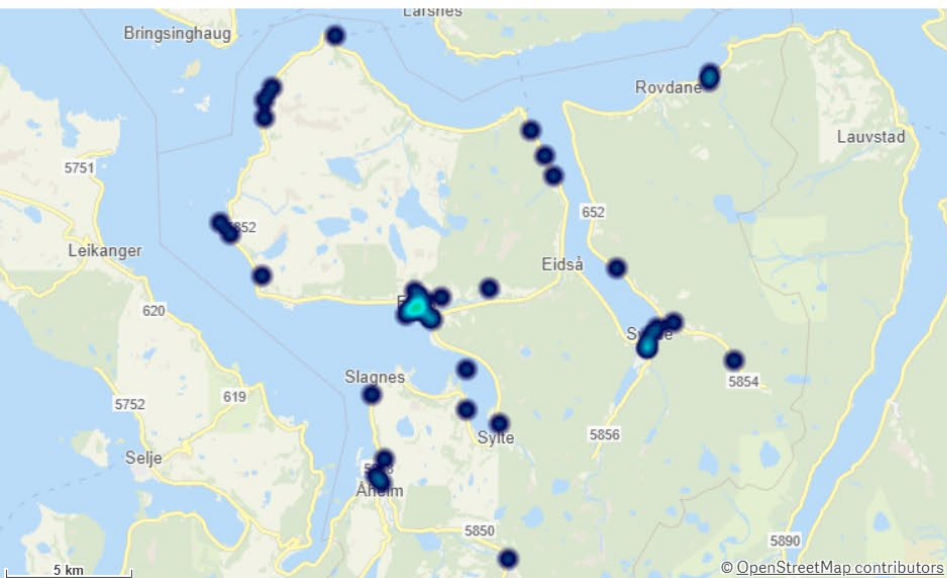 Larsnes
Bringsinghaug
Rovdane
Lauvstad
5751
652
Leikanger
Eidså
620
Slagnes
5854
5752
619
5856
Sylte
Selje
Åheim
5850
5890
5 km
© OpenStreetMap contributors